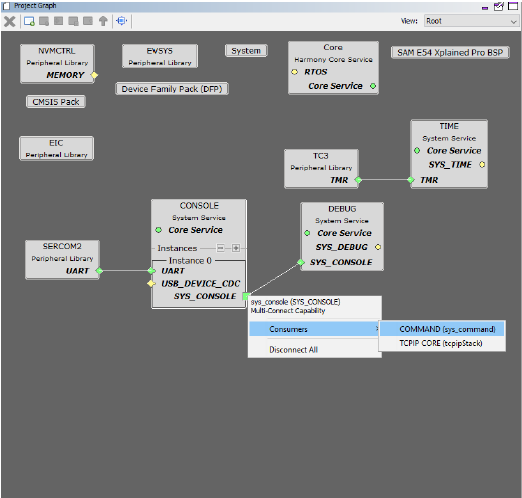 Project Graph
View: Root
NVMCTRL
Peripheral Library
MEMORY
EVSYS
Peripheral Library
System
Core
Harmony Core Service
RTOS
Core Service
SAM E54 Xplained Pro BSP
CMSIS Pack
Device Family Pack (DFP)
EIC
Peripheral Library
TIME
System Service
Core Service
SYS_TIME
TMR
TC3
Peripheral Library
TMR
CONSOLE
System Service
Core Service
Instances
Instance 0
UART
USB_DEVICE_CDC
SYS_CONSOLE
DEBUG
System Service
Core Service
SYS_DEBUG
SYS_CONSOLE
SERCOM2
Peripheral Library
UART
sys_console (SYS_CONSOLE)
Multi-Connect Capability
Consumers
Disconnect All
COMMAND (sys_command)
TCPIP CORE (tcpipStack)